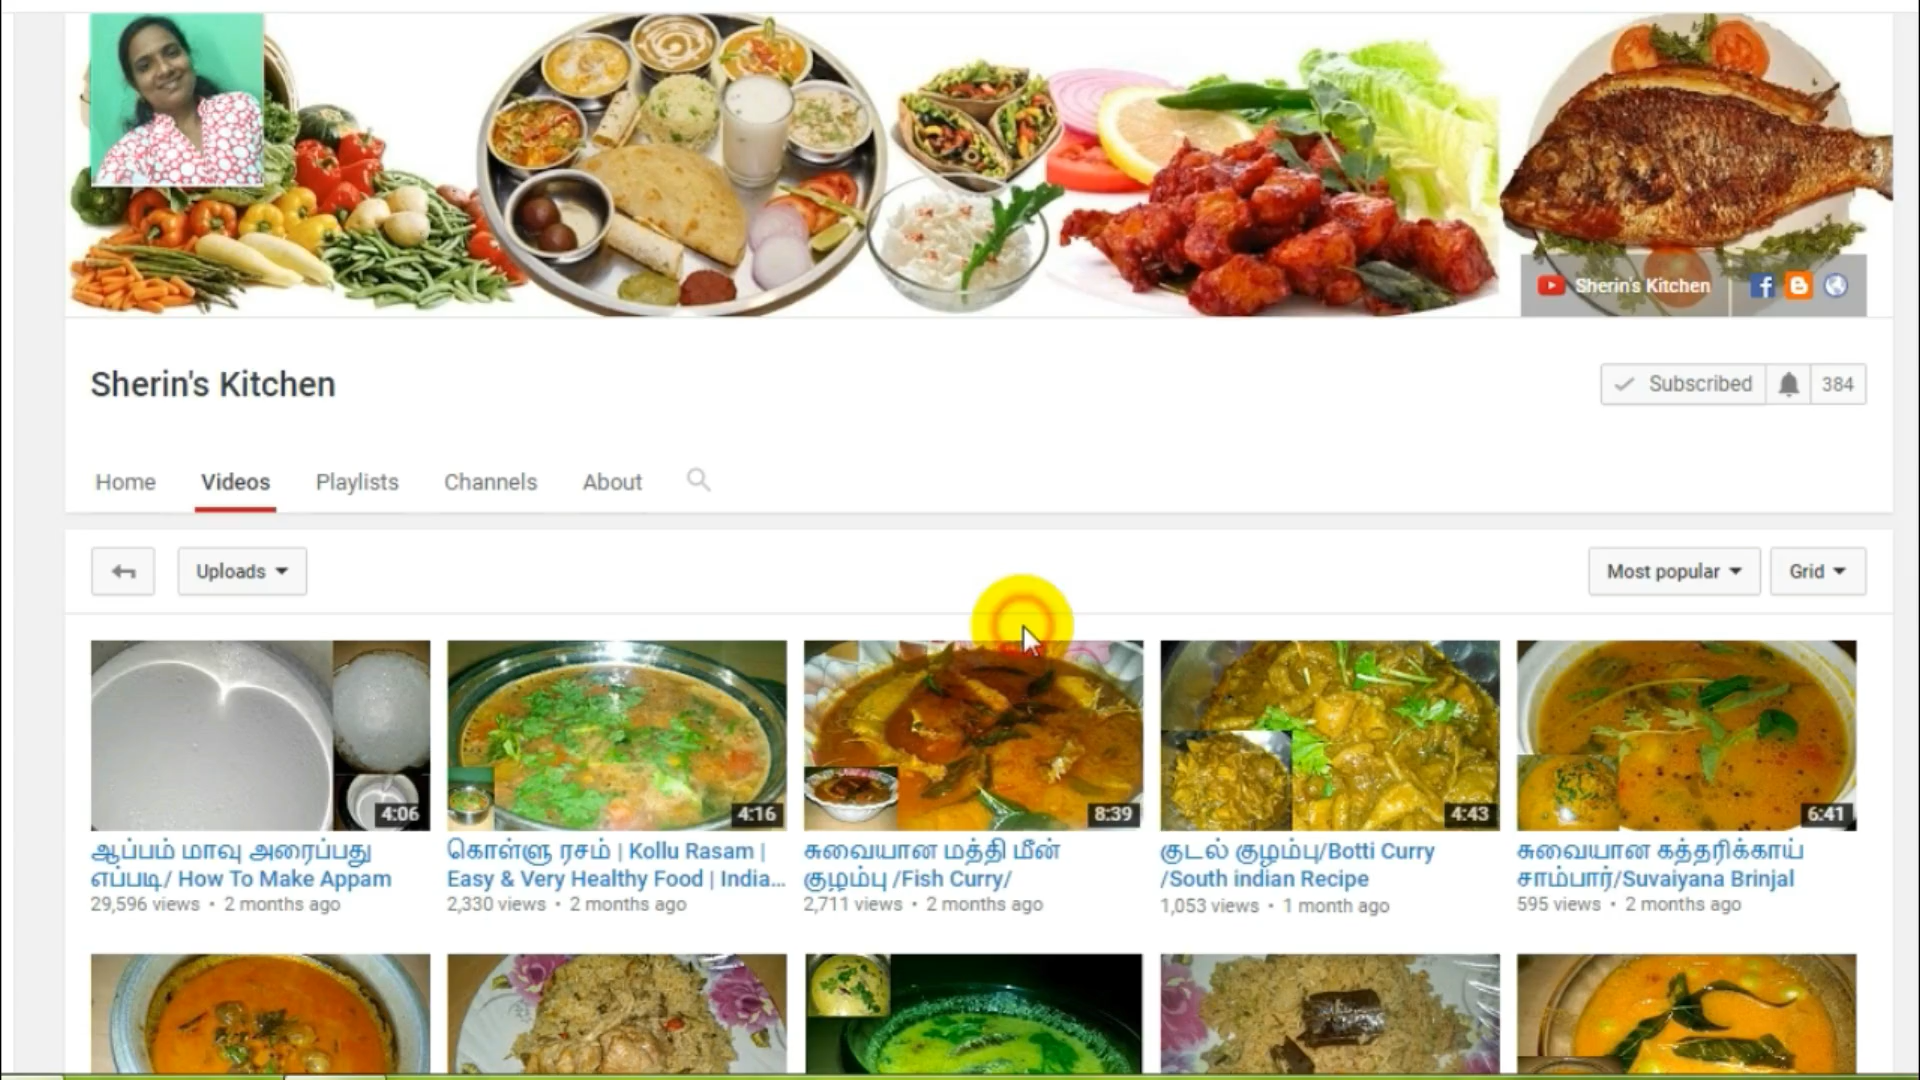 Sherin's Kitchen
Sherin's Kitchen
Subscribed 384
Home Videos Playlists Channels About
Uploads Most popular Grid
4:06
4:16
8:39
4:43
6:41
ஆப்பம் மாவு அரைப்பது
எப்படி/ How To Make Appam
29,596 views • 2 months ago
கொள்ளு ரசம் | Kollu Rasam |
Easy & Very Healthy Food | India...
2,330 views • 2 months ago
சுவையான மத்தி மீன்
குழம்பு /Fish Curry/
2,711 views • 2 months ago
குடல் குழம்பு/Botti Curry
/South indian Recipe
1,053 views • 1 month ago
சுவையான கத்தரிக்காய்
சாம்பார்/Suvaiyana Brinjal
595 views • 2 months ago